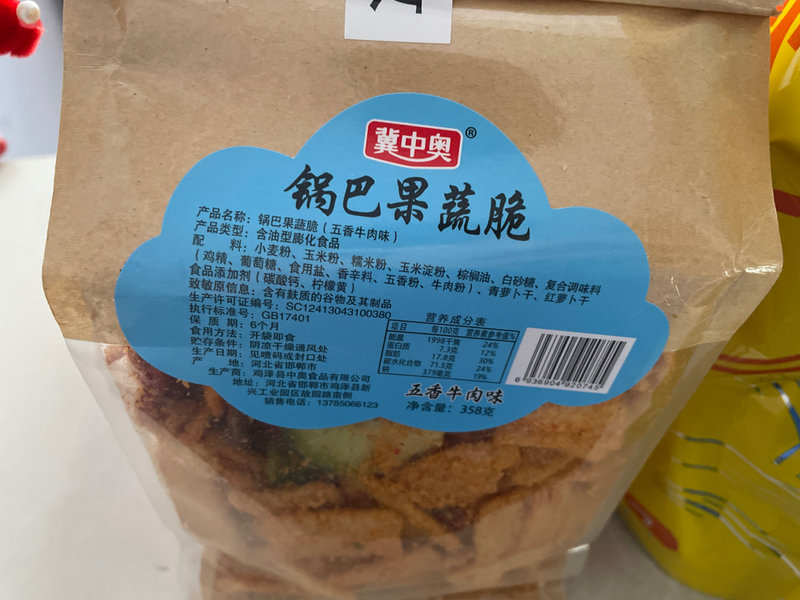 冀中奥®
锅巴果蔬脆
产品名称：锅巴果蔬脆（五香牛肉味）
产品类型：含油型膨化食品
配 料：小麦粉、玉米粉、糯米粉、玉米淀粉、棕榈油、白砂糖、复合调味料
（鸡精、葡萄糖、食用盐、香辛料、五香粉、牛肉粉）、青萝卜干、红萝卜干
食品添加剂（碳酸钙、柠檬黄）
致敏原信息：含有麸质的谷物及其制品
生产许可证编号：SC12413043100380
执行标准号：GB17401
保 质 期：6个月
食用方法：开袋即食
贮存条件：阴凉干燥通风处
生产日期：见喷码或封口处
产 地：河北省邯郸市
生产商：鸡泽县中奥食品有限公司
地址：河北省邯郸市鸡泽县新
兴工业园区故园路南侧
销售电话：13785066123
营养成分表
项目 每100克 营养素参考值%
能量 1998千焦 24%
蛋白质 7.3克 12%
脂肪 17.8克 30%
碳水化合物 71.5克 24%
钠 379毫克 19%
6 936904 920745
五香牛肉味
净含量：358克